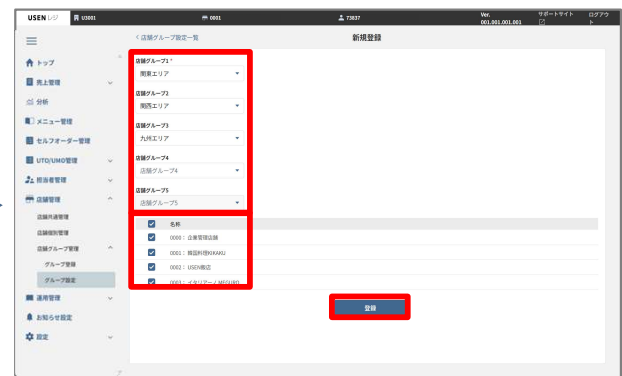 USEN レジ
U3001
0001
73837
Ver.
001.001.001.001
サポートサイト
ログアウト
トップ
売上管理
分析
メニュー管理
セルフオーダー管理
UTO/UMO管理
担当者管理
店舗管理
店舗共通管理
店舗個別管理
店舗グループ管理
グループ登録
グループ設定
運用管理
お知らせ設定
設定
< 店舗グループ設定一覧
新規登録
店舗グループ1 *
関東エリア
店舗グループ2
関西エリア
店舗グループ3
九州エリア
店舗グループ4
店舗グループ4
店舗グループ5
店舗グループ5
名称
0000： 企業管理店舗
0001： 韓国料理KIKAKU
0002： USEN商店
0003： イタリアーノ MEGURO
登録